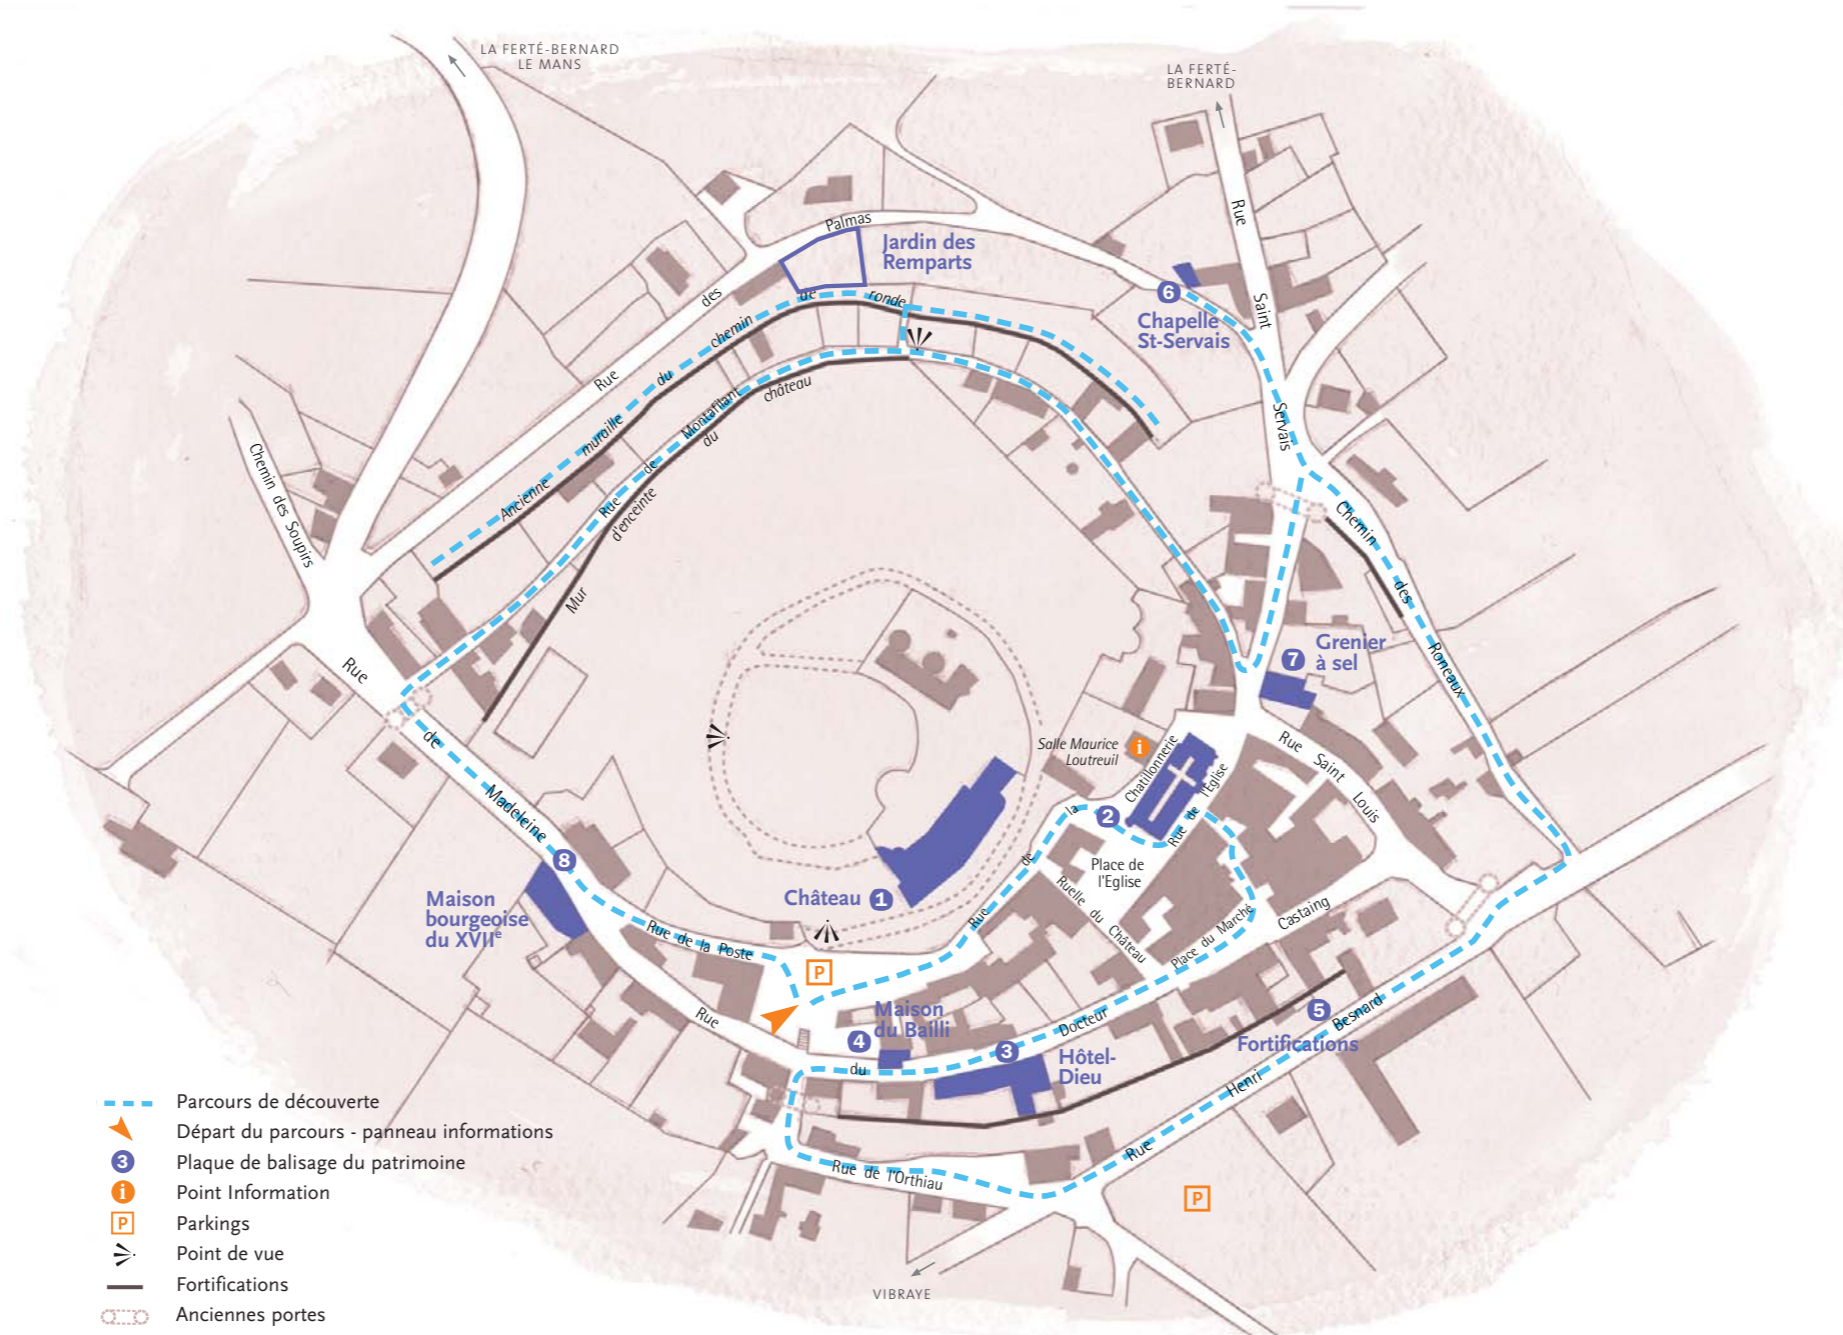 LA FERTÉ-BERNARD
LE MANS
LA FERTÉ-
BERNARD
Rue Saint Servais
Rue des Palmas
Jardin des
Remparts
6
Chapelle
St-Servais
Ancienne muraille du chemin de ronde
Rue de Montafilant
Mur d'enceinte du château
Chemin des Soupirs
Chemin des Roneaux
7
Grenier
à sel
Rue de Madeleine
Salle Maurice
Loutreuil
i
Rue de la Chatillonnerie
2
Rue de l'Eglise
Rue Saint Louis
Place de
l'Eglise
Ruelle du Château
8
Maison
bourgeoise
du XVIIe
Château 1
Rue de la Poste
P
Place du Marché
Castaing
Rue du Docteur
Maison
du Bailli
4
3
Hôtel-
Dieu
5
Fortifications
Rue Henri Besnard
Rue de l'Orthiau
P
VIBRAYE
Parcours de découverte
Départ du parcours - panneau informations
3 Plaque de balisage du patrimoine
i Point Information
P Parkings
Point de vue
Fortifications
Anciennes portes